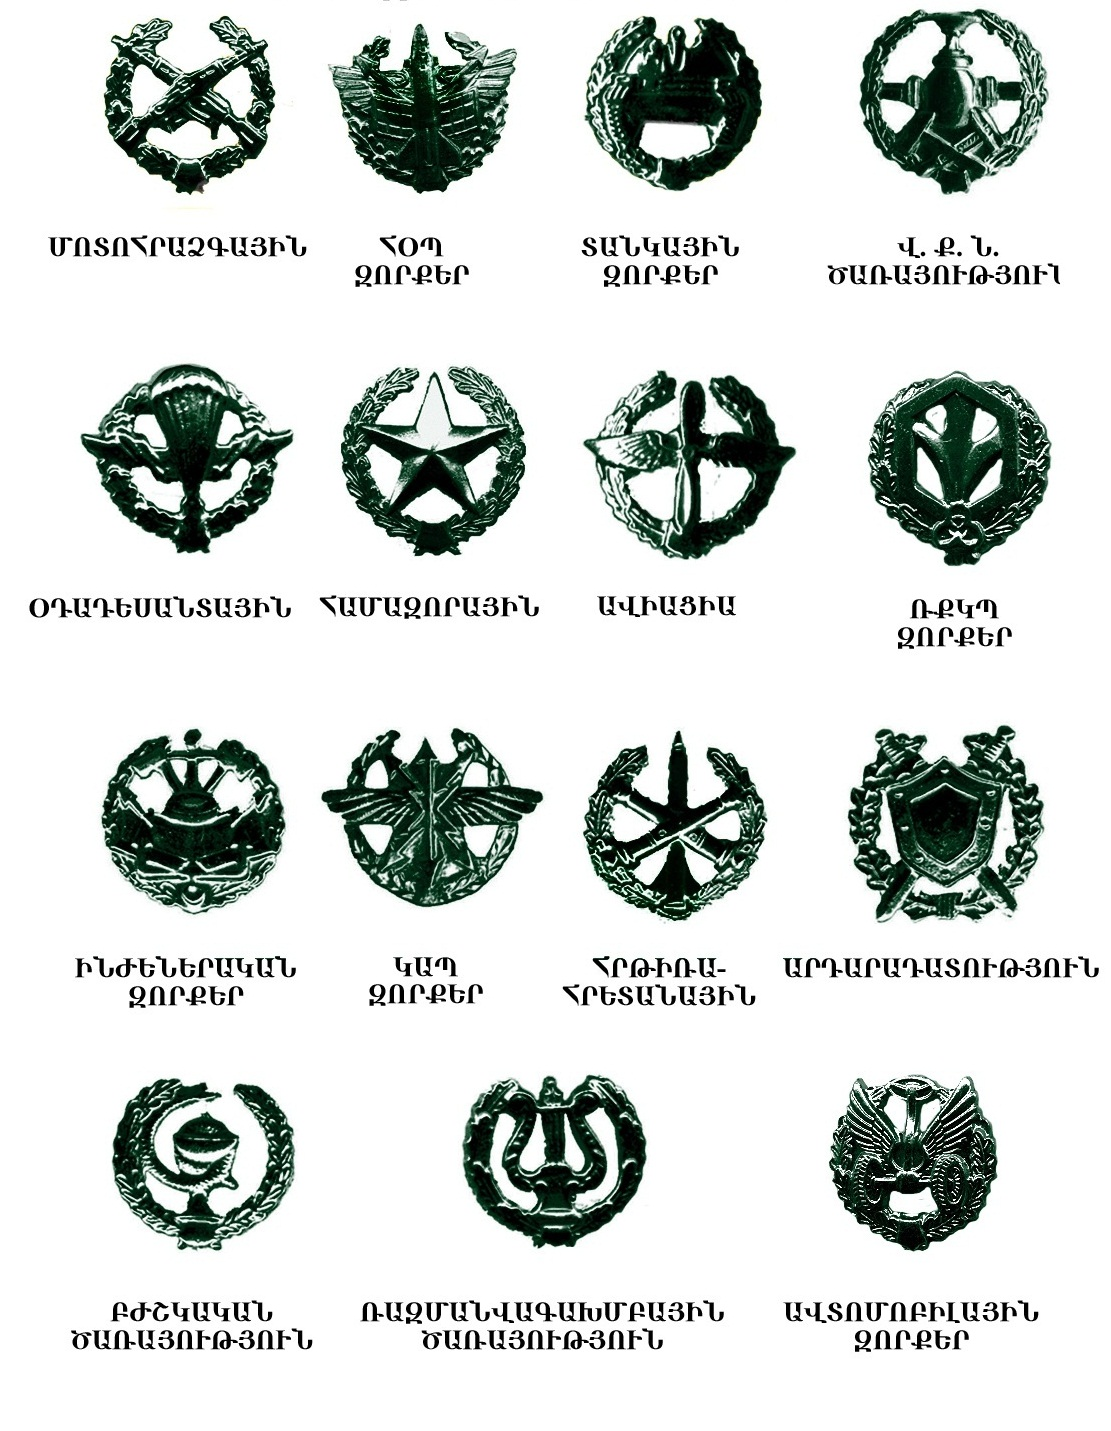 ՄՈՏՈՀՐԱՁԳԱՅԻՆ
ՀՕՊ
ԶՈՐՔԵՐ
ՏԱՆԿԱՅԻՆ
ԶՈՐՔԵՐ
Վ. Ք. Ն.
ԾԱՌԱՅՈՒԹՅՈՒՆ
ՕԴԱԴԵՍԱՆՏԱՅԻՆ
ՀԱՄԱԶՈՐԱՅԻՆ
ԱՎԻԱՑԻԱ
ՌՔԿՊ
ԶՈՐՔԵՐ
ԻՆԺԵՆԵՐԱԿԱՆ
ԶՈՐՔԵՐ
ԿԱՊ
ԶՈՐՔԵՐ
ՀՐԹԻՌԱ-
ՀՐԵՏԱՆԱՅԻՆ
ԱՐԴԱՐԱԴԱՏՈՒԹՅՈՒՆ
ԲԺՇԿԱԿԱՆ
ԾԱՌԱՅՈՒԹՅՈՒՆ
ՌԱԶՄԱՆՎԱԳԱԽՄԲԱՅԻՆ
ԾԱՌԱՅՈՒԹՅՈՒՆ
ԱՎՏՈՄՈԲԻԼԱՅԻՆ
ԶՈՐՔԵՐ